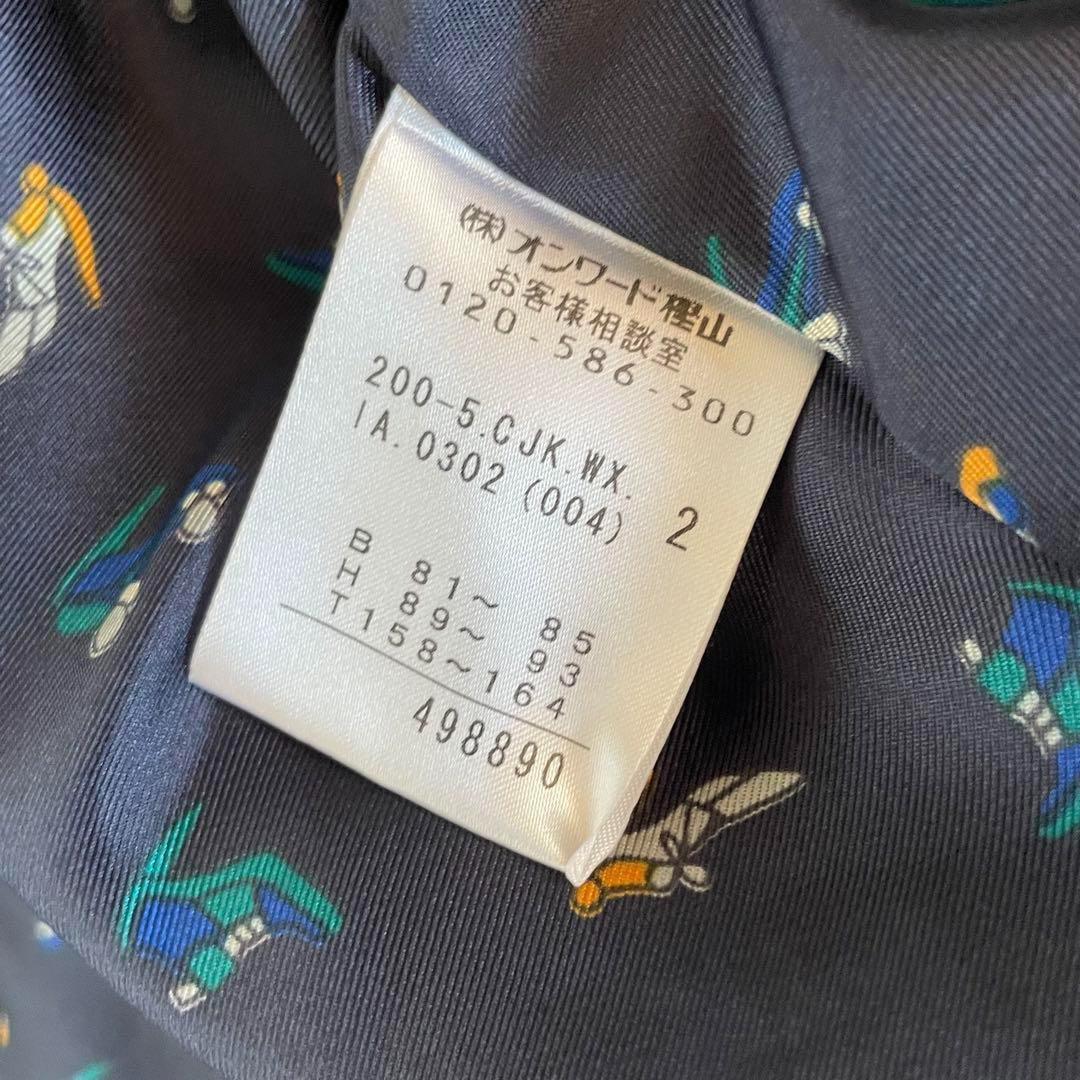 (株)オンワード樫山
お客様相談室
0120-586-300
200-5.CJK.WX.
IA.0302 (004) 2
B 81~ 85
H 89~ 93
T158~164
498890